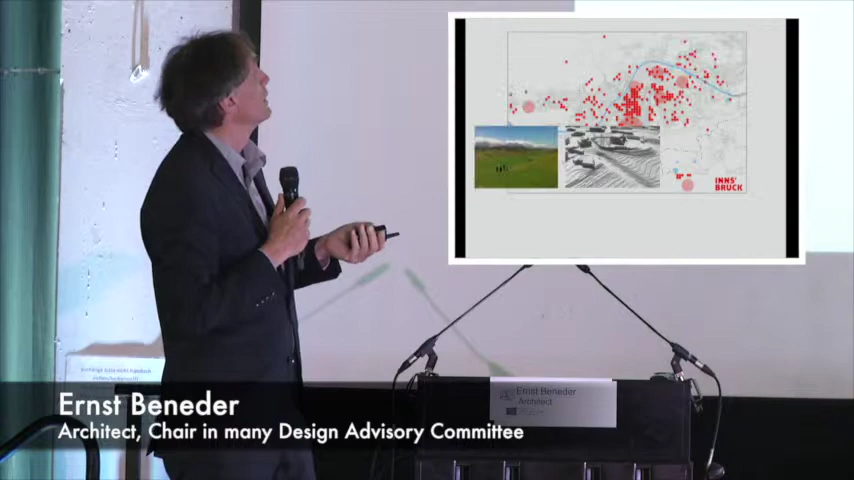 INNS'
BRUCK
Ernst Beneder
Architect
Ernst Beneder
Architect, Chair in many Design Advisory Committee